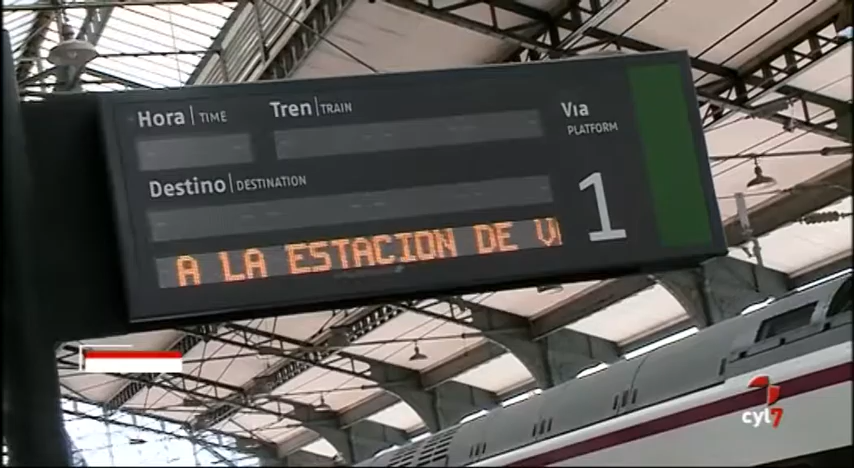 Hora | TIME
Tren | TRAIN
Vía
PLATFORM
Destino | DESTINATION
1
A LA ESTACION DE
cyl7